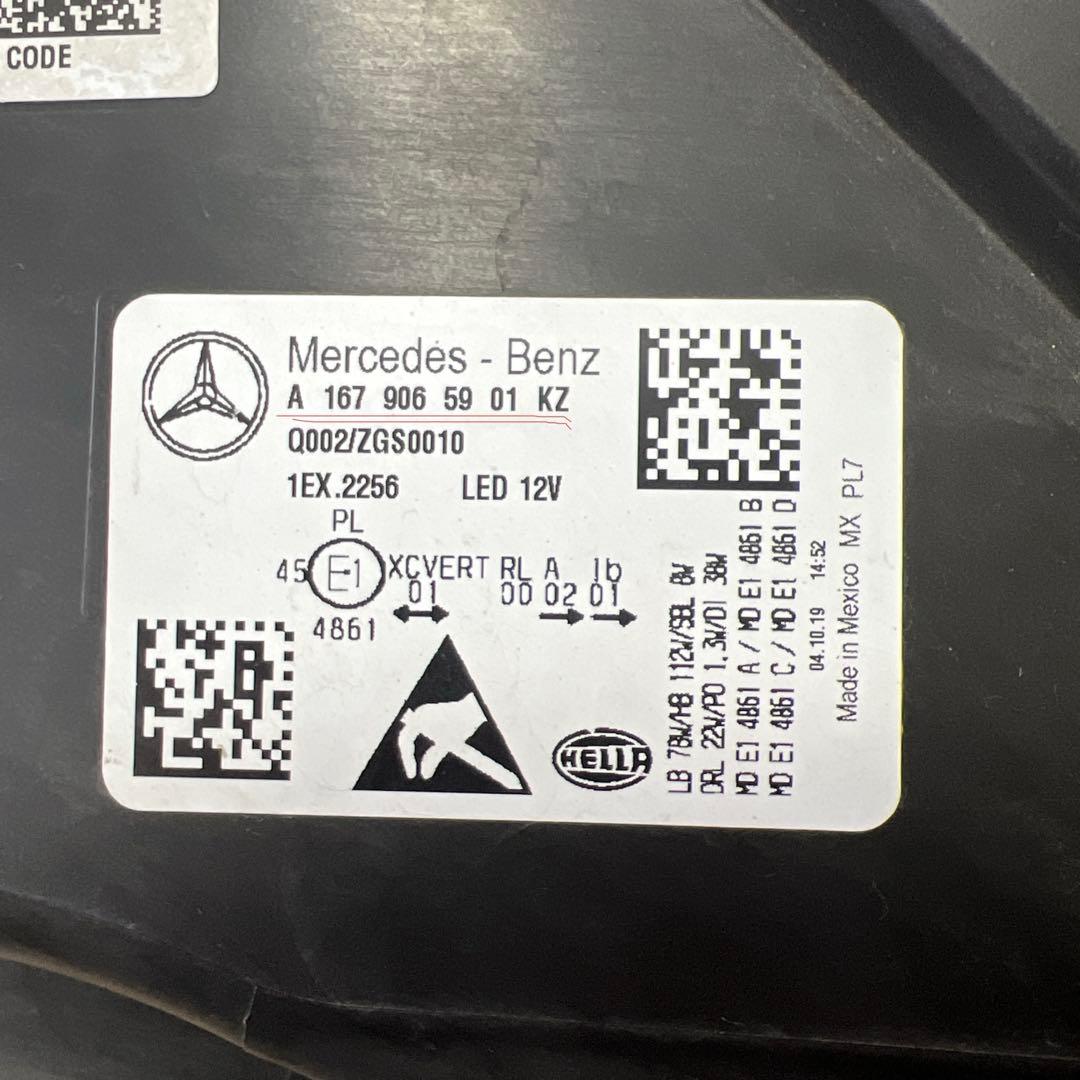 CODE
Mercedes - Benz
A 167 906 59 01 KZ
Q002/ZGS0010
1EX.2256 LED 12V
PL
45 E1 XCVERT RL A 1b
01 00 002 01
4861
HELLA
LB 78W/HB 112W/SBL 8W
DRL 22W/PO 1,3W/DI 38W
MD E1 4861 A / MD E1 4861 B
MD E1 4861 C / MD E1 4861 D
04.10.19 14:52
Made in Mexico MX PL7